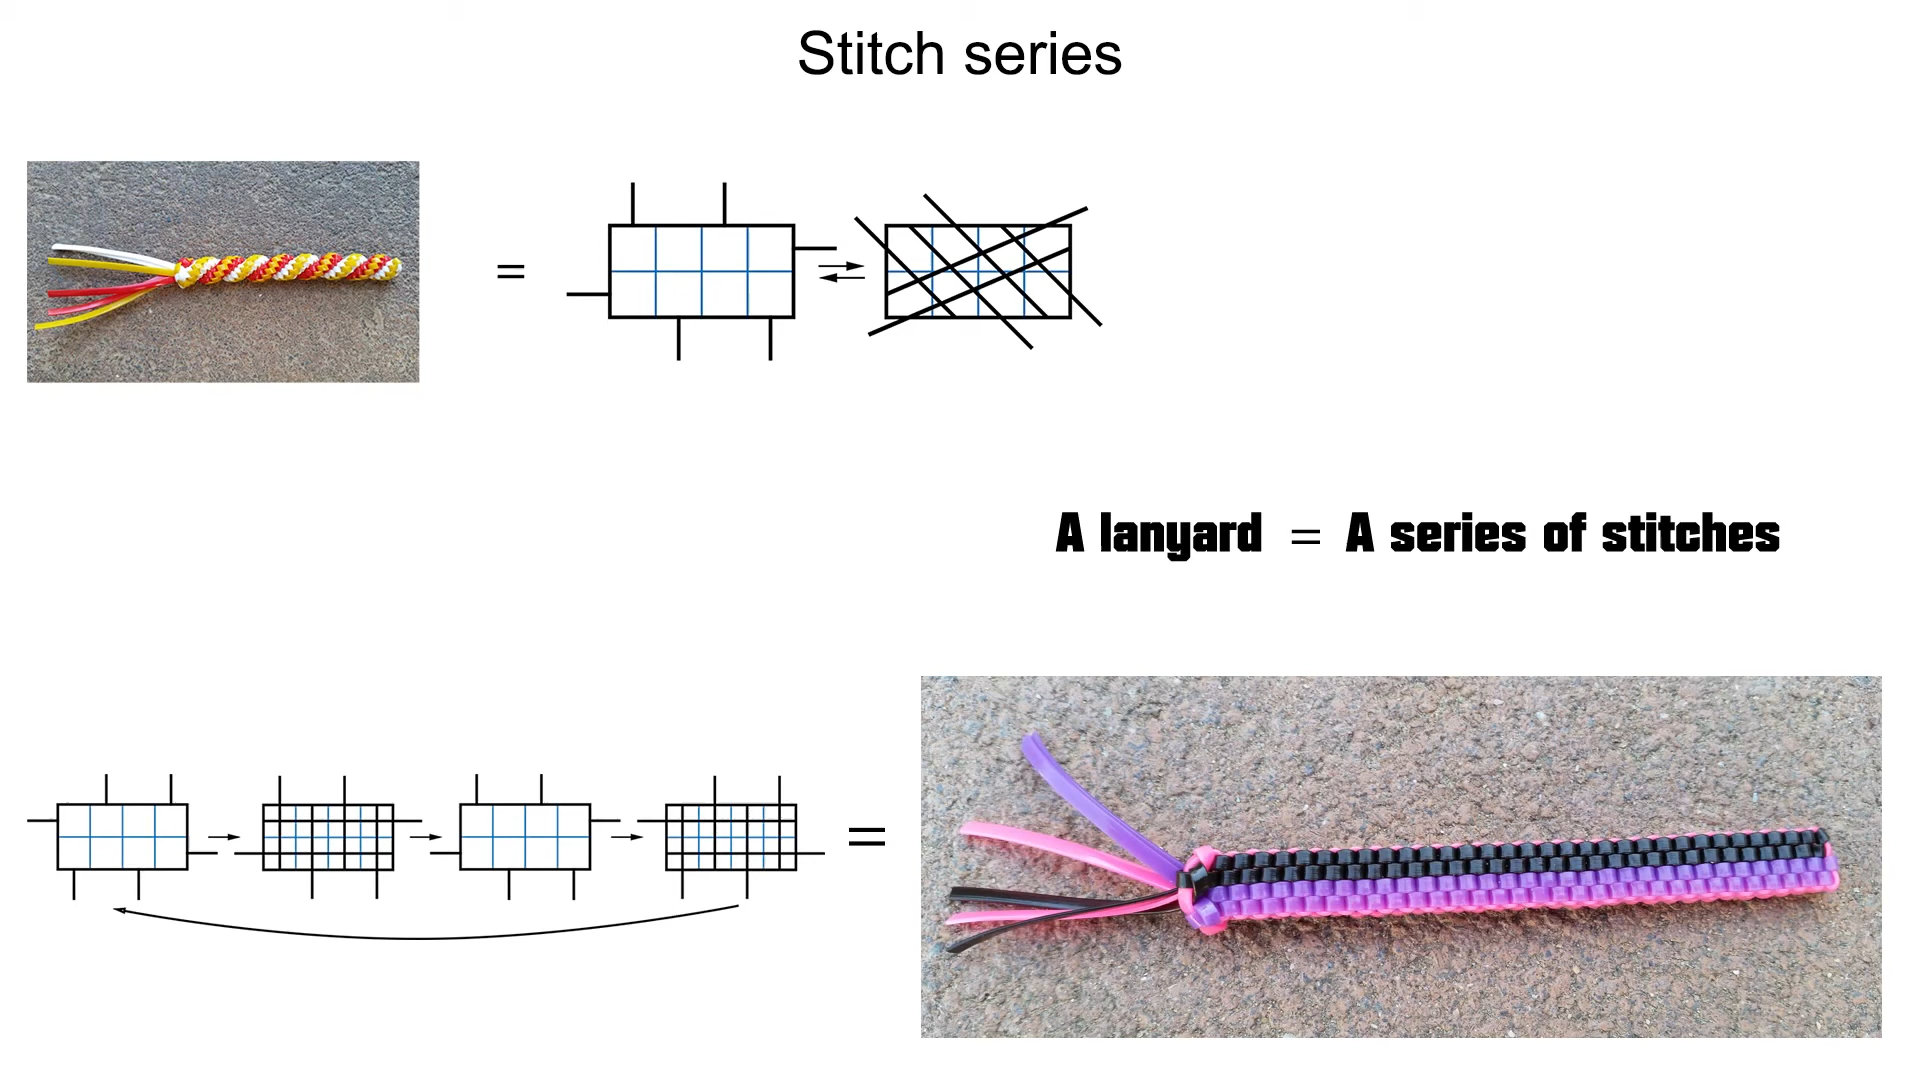 Stitch series
=
A lanyard = A series of stitches
=